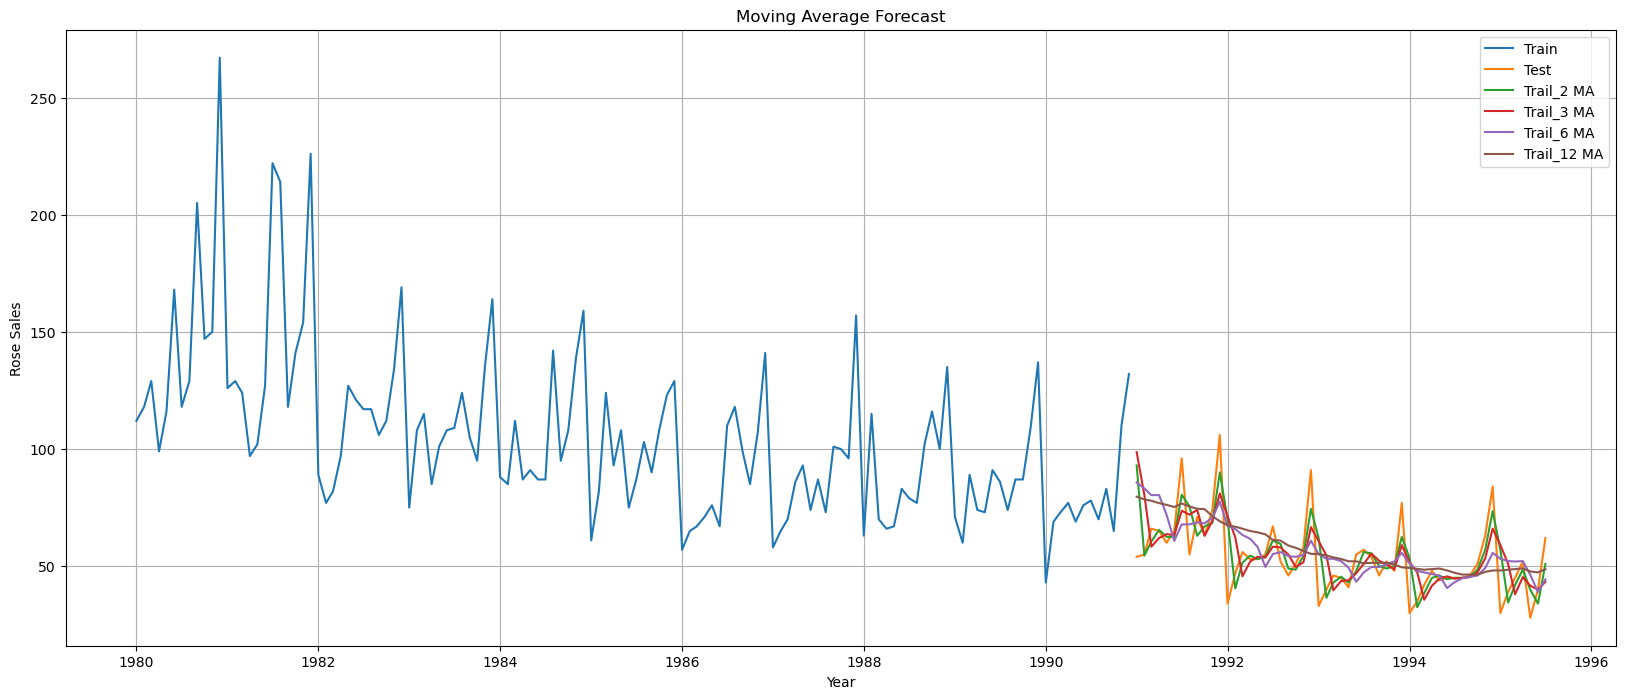 Moving Average Forecast
Train
Test
Trail_2 MA
Trail_3 MA
Trail_6 MA
Trail_12 MA
250
200
150
100
50
Rose Sales
1980 1982 1984 1986 1988 1990 1992 1994 1996
Year